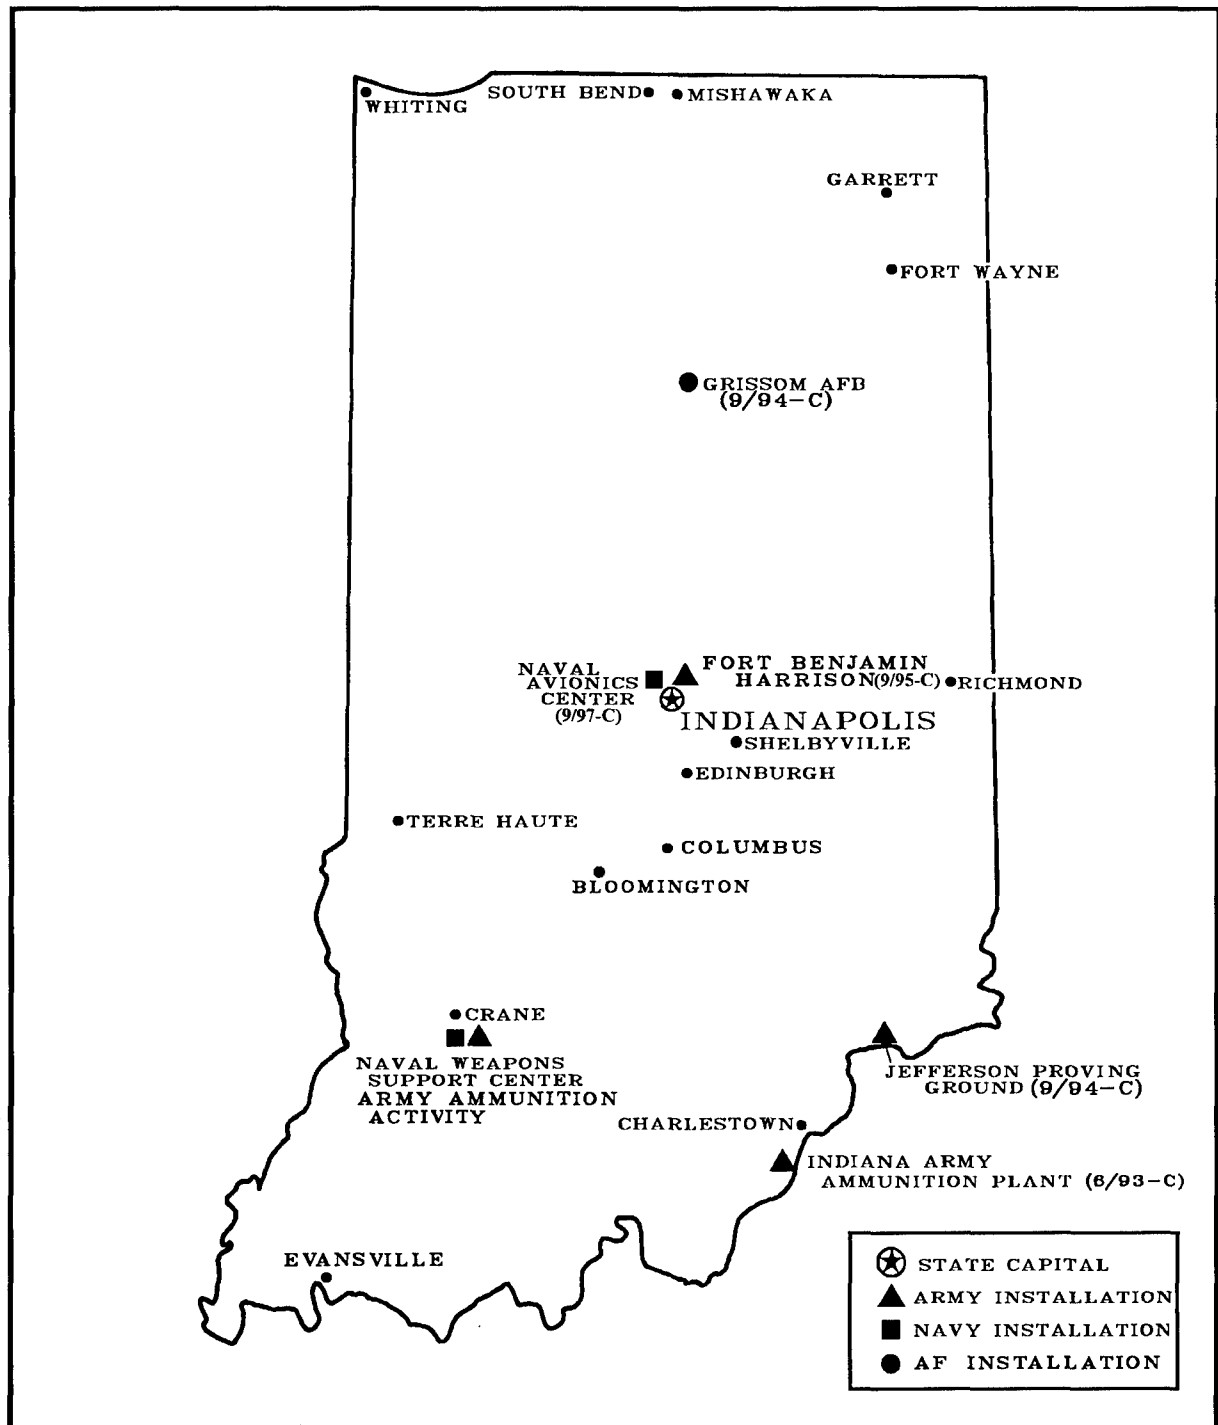 WHITING
SOUTH BEND
MISHAWAKA
GARRETT
FORT WAYNE
GRISSOM AFB
(9/94-C)
NAVAL
AVIONICS
CENTER
(9/97-C)
FORT BENJAMIN
HARRISON(9/95-C)
RICHMOND
INDIANAPOLIS
SHELBYVILLE
EDINBURGH
TERRE HAUTE
COLUMBUS
BLOOMINGTON
CRANE
NAVAL WEAPONS
SUPPORT CENTER
ARMY AMMUNITION
ACTIVITY
JEFFERSON PROVING
GROUND (9/94-C)
CHARLESTOWN
INDIANA ARMY
AMMUNITION PLANT (6/93-C)
EVANSVILLE
STATE CAPITAL
ARMY INSTALLATION
NAVY INSTALLATION
AF INSTALLATION